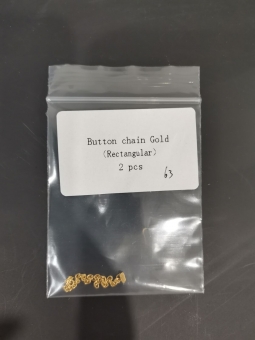 Button chain Gold
(Rectangular)
2 pcs
63